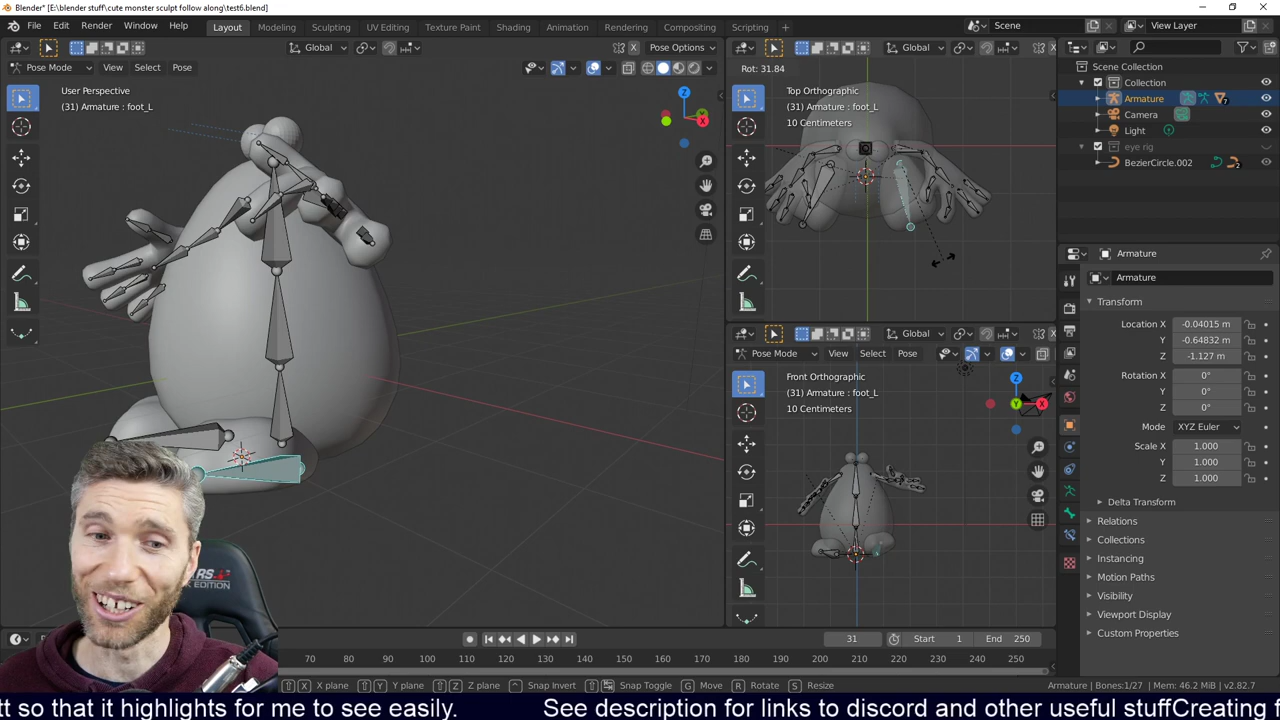 Blender* [E:\blender stuff\cute monster sculpt follow along\test6.blend]
File Edit Render Window Help
Layout Modeling Sculpting UV Editing Texture Paint Shading Animation Rendering Compositing Scripting
Scene
View Layer
Global
Pose Options
Pose Mode View Select Pose
User Perspective
(31) Armature : foot_L
Z
X
Global
Rot: 31.84
Top Orthographic
(31) Armature : foot_L
10 Centimeters
Global
Pose Mode View Select Pose
Front Orthographic
(31) Armature : foot_L
10 Centimeters
Z
Y
X
Scene Collection
Collection
Armature
7
Camera
Light
eye rig
BezierCircle.002
2
Armature
Armature
Transform
Location X -0.04015 m
Y -0.64832 m
Z -1.127 m
Rotation X 0°
Y 0°
Z 0°
Mode XYZ Euler
Scale X 1.000
Y 1.000
Z 1.000
Delta Transform
Relations
Collections
Instancing
Motion Paths
Visibility
Viewport Display
Custom Properties
31 Start 1 End 250
70 80 90 100 110 120 130 140 150 160 170 180 190 200 210 220 230 240 250
X X plane Y Y plane Z Z plane Snap Invert Snap Toggle G Move R Rotate S Resize
Armature | Bones:1/27 | Mem: 46.2 MiB | v2.82.7
RS
EDITION
tt so that it highlights for me to see easily. See description for links to discord and other useful stuffCreating f